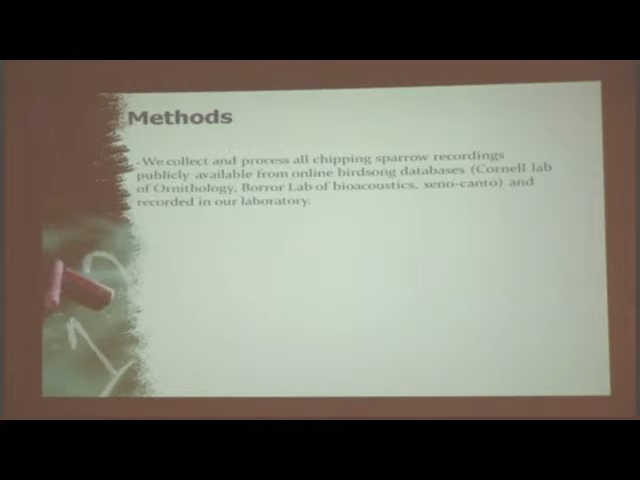 Methods
· We collect and process all chipping sparrow recordings
publicly available from online birdsong databases (Cornell lab
of Ornithology, Borror Lab of bioacoustics, xeno-canto) and
recorded in our laboratory.